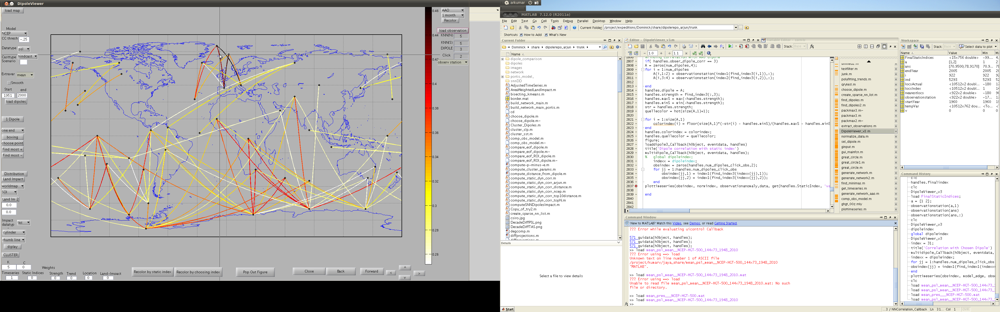 DipoleViewer
load map
Model
NCEP
CC thresh -.25
Datatype psl
Casttype hindcast
Scenario
Extravar mean
Smooth
Start end
1951 2000
load dipoles
1 Dipole
one end
boxing
choose point
Find most +
Find most -
Distribution
Land Impact
worldmap
SOI
Land Im 2
0.0
0.0
Impact
datatyp tas
cylinder
rhumb line
diplay
CLUSTER
K C
5 0
Weights
Timeseries Static Indices Strength Trend Location Land-Impact
1 0 0 0 0 0
Recolor by static index
Recolor by choosing index
Pop Out Figure
Close
Back
Forward
<
^
v
>
0.46
0.44
0.42
0.4
0.38
0.36
0.34
0.32
0.3
0.28
0.26
AAO
1 month
Recolor
load observation
KNN(N) 5
KNN(S) 5
DIPOLE 3
Click 2
observ station
arkumar
MATLAB 7.12.0 (R2011a)
File Edit Text Go Cell Tools Debug Parallel Desktop Window Help
Current Folder: /project/expeditions/Dominick/share/dipolerepo_arjun/trunk
Shortcuts How to Add What's New
Current Folder
« Dominick ▸ share ▸ dipolerepo_arjun ▸ trunk ▸
Name
dipole_comparison
dipoles
images
network
portis_model_
snnDD
AdjustedTimeSeries.m
AreaWeightedLandImpact.m
bisecting_kmeans.m
border.mat
build_network_main.m
build_network_main_portis.m
cd
choose_dipole.m
choose_dipole.m~
Cluster_Dipoles.m
cluster_slp.m
cluster_sst.m
comp_obs_model.m
comp_obs_model.m~
compare_eof_dipole.m
compare_eof_dipole.m~
compare_eof_ROI_dipole.m
compare_eof_ROI_dipole.m~
compute-p-minus-e.m
compute_cluster_params.m
compute_distance_from_dipole.m
compute_static_dyn_corr.m
compute_static_dyn_corr_arjun.m
compute_static_dyn_corr_distance.m
compute_static_dyn_corr_ncep.m
compute_static_dyn_corr_top10distance.m
compute_static_dyn_corr_topN.m
computeSNNDipolesImpact.m
Copy_of_try2.m
create_sparse_nn_list.m
csiro.jpg
DecadeDiffPSL.png
DecadeDiffTAS.png
degcomp.m
diffprojections.m
Details
Select a file to view details
Start
Editor - DipoleViewer_v3.m
Stack: Base
1.0
1.1
2807 if( handles.obser_dipole_corr == 3)
2808 A = zeros(num_dipoles,4);
2809 for i = 1:num_dipoles
2810 A(i,1:2) = observationstation(index1(find_index3(i,1)),:);
2811 A(i,3:4) = observationstation(index2(find_index3(i,2)),:);
2812
2813 end
2814 handles.dipole = A;
2815 handles.strength = find_index3(:,3);
2816 handles.maxS = max(-handles.strength);
2817 handles.minS = min(-handles.strength);
2818 str = handles.strength;
2819 quellecolor = hot(size(A,1)+1);
2820
2821 for i = 1:size(A,1)
2822 colorindex(i) = floor(size(A,1)*(-str(i) - handles.minS)/(handles.maxS - handles.minS
2823 end
2824 handles.colorindex = colorindex;
2825 handles.quellecolor = quellecolor;
2826 figure;
2827 loaddipole3_Callback(hObject, eventdata, handles)
2828 title('Dipole correlation with static index')
2829 multidipole_Callback(hObject, eventdata, handles);
2830 % global dipoleindex;
2831 indexx = dipoleindex;
2832 obsindex = zeros(handles.num_dipoles_click_obs,2);
2833 for jj = 1:handles.num_dipoles_click_obs
2834 obsindex(jj,1) = index1(find_index3(indexx(jj),1));
2835 obsindex(jj,2) = index1(find_index3(indexx(jj),2));
2836 end
2837 plottimeseries(obsindex, normindex, observationanomaly,data, get(handles.StaticIndex, 'va
2838
2839 end
2840
2841
2842
testfilter.m
junk.m
polyfitting_trends.m
qrytest.m
choose_dipole.m
create_sparse_nn_list.m
find_dipoles.m
find_dipoles2.m
packmax3.m~
packmax3.m
packmax2.m~
extract_observations.m
DipoleViewer_v3.m
normalize_data.m
sel_dipole.m
ginput.m
gui_mainfcn.m
great_circle.m
great_circle1.m
great_circle.m
generate_network.m
generate_network2.m
find_minimas.m
get_timeseries.m
generate_network_aao.m
comp_obs_model.m
ghgt_00z.mly
plottimeseries.m
Command Window
New to MATLAB? Watch this Video, see Demos, or read Getting Started.
??? Error while evaluating uicontrol Callback
571 guidata(hObject, handles);
571 guidata(hObject, handles);
571 guidata(hObject, handles);
>> load mean_psl_mean__NCEP-HGT-500_144x73_1948_2010
??? Error using ==> load
Unknown text on line number 1 of ASCII file
/project/kumarv/jaya_share/mean_psl_mean__NCEP-HGT-500_144x73_1948_2010
"MATLAB".
>> load mean_psl_mean__NCEP-HGT-500_144x73_1948_2010.mat
??? Error using ==> load
Unable to read file mean_psl_mean__NCEP-HGT-500_144x73_1948_2010.mat: No such
file or directory.
>> load mean_pres___NCEP-HGT-500.mat
>> load mean_psl_mean__NCEP-HGT-500_144x73_1948_2010
>>
Workspace
Stack: Base Select data to plot
Name Value Min Ma
FinalStaticIndices <15x756 double> -99.... 4.
a [1,2] 1 2
ans [70.9500;78.9170] 70.9... 78
endYear 2005 2005 20
i 922 922 92
ind 5293 5293 52
locsActual <10512x2 doubl... -180 18
locsIndex <10512x2 doubl... 1 14
nearestlocs <922x2 double> -180 90
observationstation <922x2 double> -17...
startYear 1960 1960 19
tempVar <10512x762 dou... <To...
v 0 0 0
Command History
clc
handles.finalindex
clc
DipoleViewer_v3
load FinalStaticIndices;
a = [1 2];
observationstation(a,1)
observationstation(ans)
observationstation(ans,:)
clc
DipoleViewer_v3
dipoleindex
global dipoleindex
DipoleViewer_v3
index = 31;
title('Correlation with Chosen Dipole')
multidipole_Callback(hObject, eventdata,
indexx = dipoleindex;
for jj = 1:handles.num_dipoles_click_obs
obsindex(jj) = index1(find_index1(indexx
end
plottimeseries(obsindex, model_edge, obs
clc
load mean_psl_mean__NCEP-HGT-500_144x73_
load mean_psl_mean__NCEP-HGT-500_144x73_
load mean_pres___NCEP-HGT-500.mat
load mean_psl_mean__NCEP-HGT-500_144x73_
...3 / NNCorrelation_Callback Ln 31... Col 1 OVR